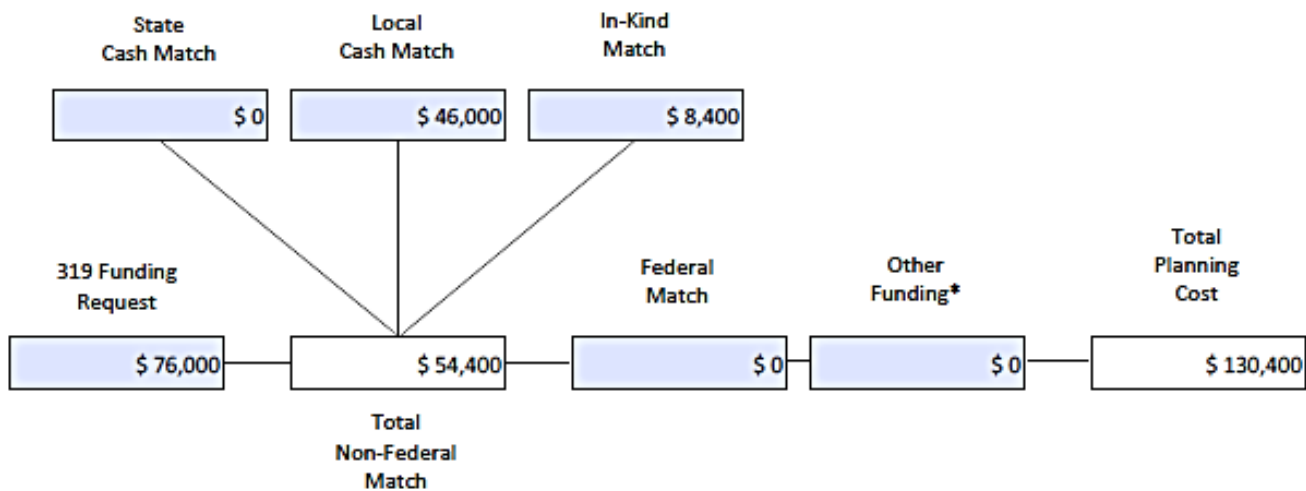 State
Cash Match
Local
Cash Match
In-Kind
Match
$ 0
$ 46,000
$ 8,400
319 Funding
Request
Federal
Match
Other
Funding*
Total
Planning
Cost
$ 76,000
$ 54,400
$ 0
$ 0
$ 130,400
Total
Non-Federal
Match